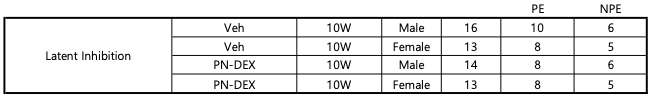 PE NPE
Veh 10W Male 16 10 6
Veh 10W Female 13 8 5
Latent Inhibition
PN-DEX 10W Male 14 8 6
PN-DEX 10W Female 13 8 5